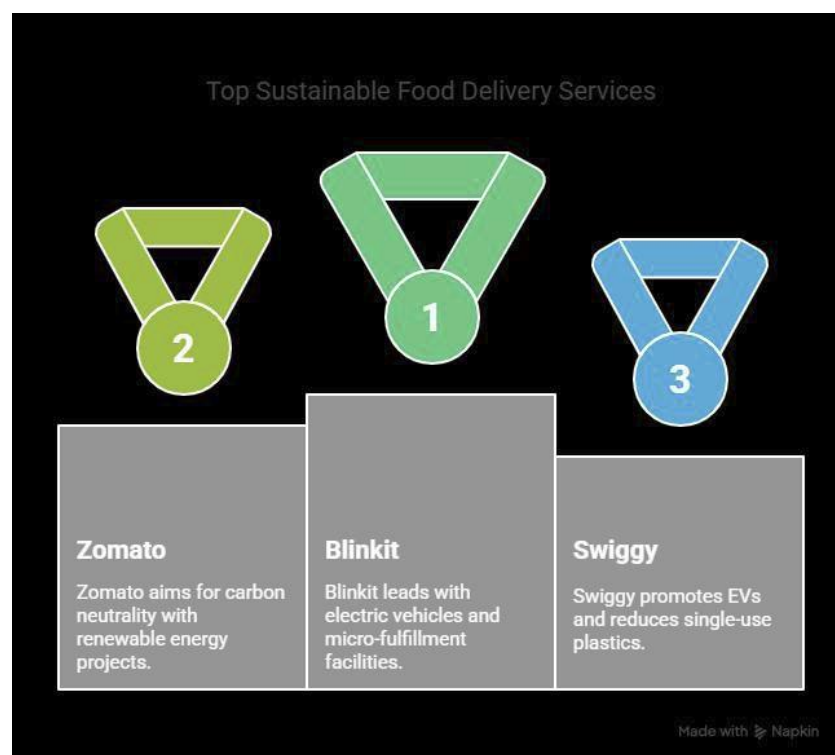 Top Sustainable Food Delivery Services
2
1
3
Zomato
Zomato aims for carbon
neutrality with
renewable energy
projects.
Blinkit
Blinkit leads with
electric vehicles and
micro-fulfillment
facilities.
Swiggy
Swiggy promotes EVs
and reduces single-use
plastics.
Made with Napkin